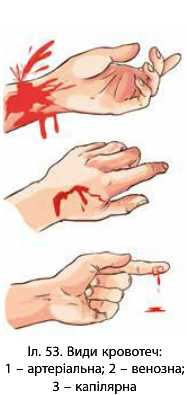 Іл. 53. Види кровотеч:
1 – артеріальна; 2 – венозна;
3 – капілярна